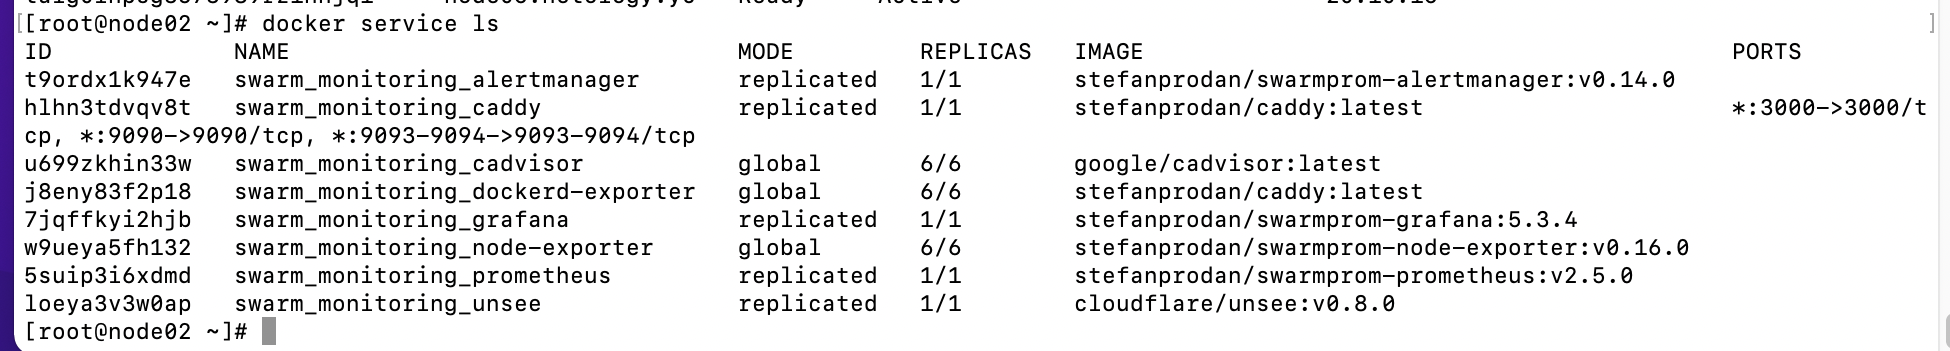 [root@node02 ~]# docker service ls
ID NAME MODE REPLICAS IMAGE PORTS
t9ordx1k947e swarm_monitoring_alertmanager replicated 1/1 stefanprodan/swarmprom-alertmanager:v0.14.0
hlhn3tdvqv8t swarm_monitoring_caddy replicated 1/1 stefanprodan/caddy:latest *:3000->3000/t
cp, *:9090->9090/tcp, *:9093-9094->9093-9094/tcp
u699zkhin33w swarm_monitoring_cadvisor global 6/6 google/cadvisor:latest
j8eny83f2p18 swarm_monitoring_dockerd-exporter global 6/6 stefanprodan/caddy:latest
7jqffkyi2hjb swarm_monitoring_grafana replicated 1/1 stefanprodan/swarmprom-grafana:5.3.4
w9ueya5fh132 swarm_monitoring_node-exporter global 6/6 stefanprodan/swarmprom-node-exporter:v0.16.0
5suip3i6xdmd swarm_monitoring_prometheus replicated 1/1 stefanprodan/swarmprom-prometheus:v2.5.0
loeya3v3w0ap swarm_monitoring_unsee replicated 1/1 cloudflare/unsee:v0.8.0
[root@node02 ~]#